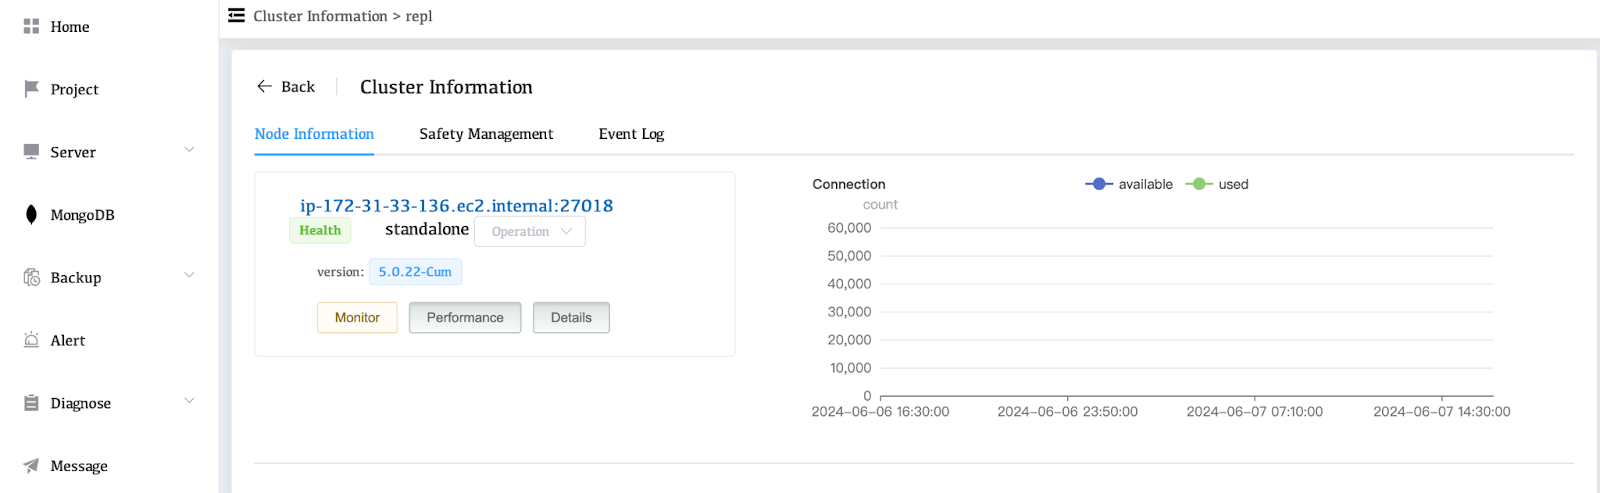 Home
Project
Server
MongoDB
Backup
Alert
Diagnose
Message
Cluster Information > repl
Back
Cluster Information
Node Information Safety Management Event Log
ip-172-31-33-136.ec2.internal:27018
Health standalone Operation
version: 5.0.22-Cum
Monitor Performance Details
Connection available used
count
60,000
50,000
40,000
30,000
20,000
10,000
0
2024-06-06 16:30:00 2024-06-06 23:50:00 2024-06-07 07:10:00 2024-06-07 14:30:00